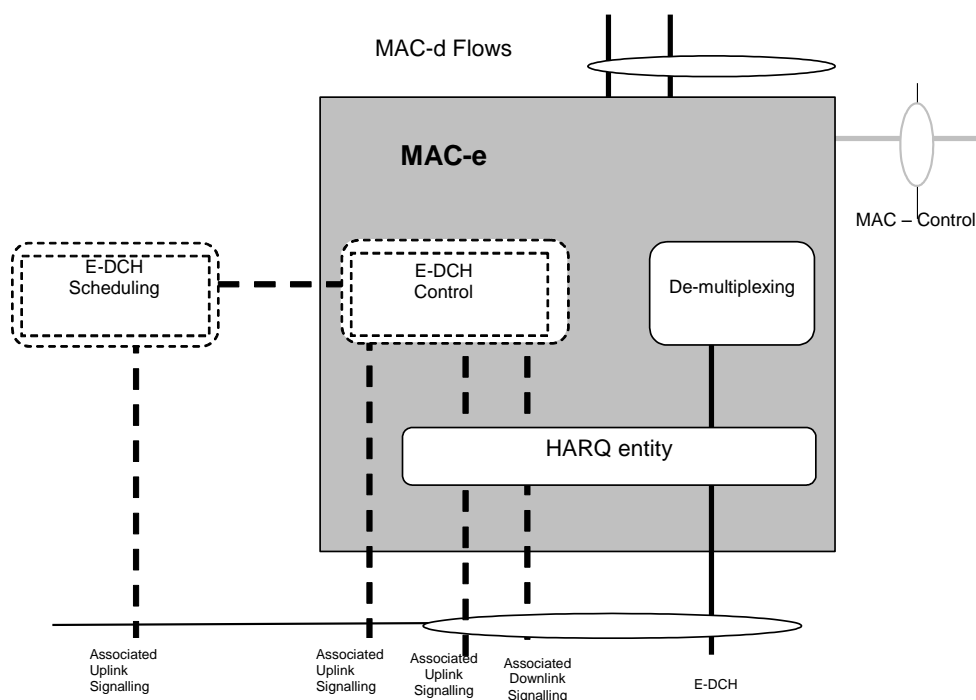 MAC-d Flows
MAC-e
MAC – Control
E-DCH
Scheduling
E-DCH
Control
De-multiplexing
HARQ entity
Associated
Uplink
Signalling
Associated
Uplink
Signalling
Associated
Uplink
Signalling
Associated
Downlink
Signalling
E-DCH